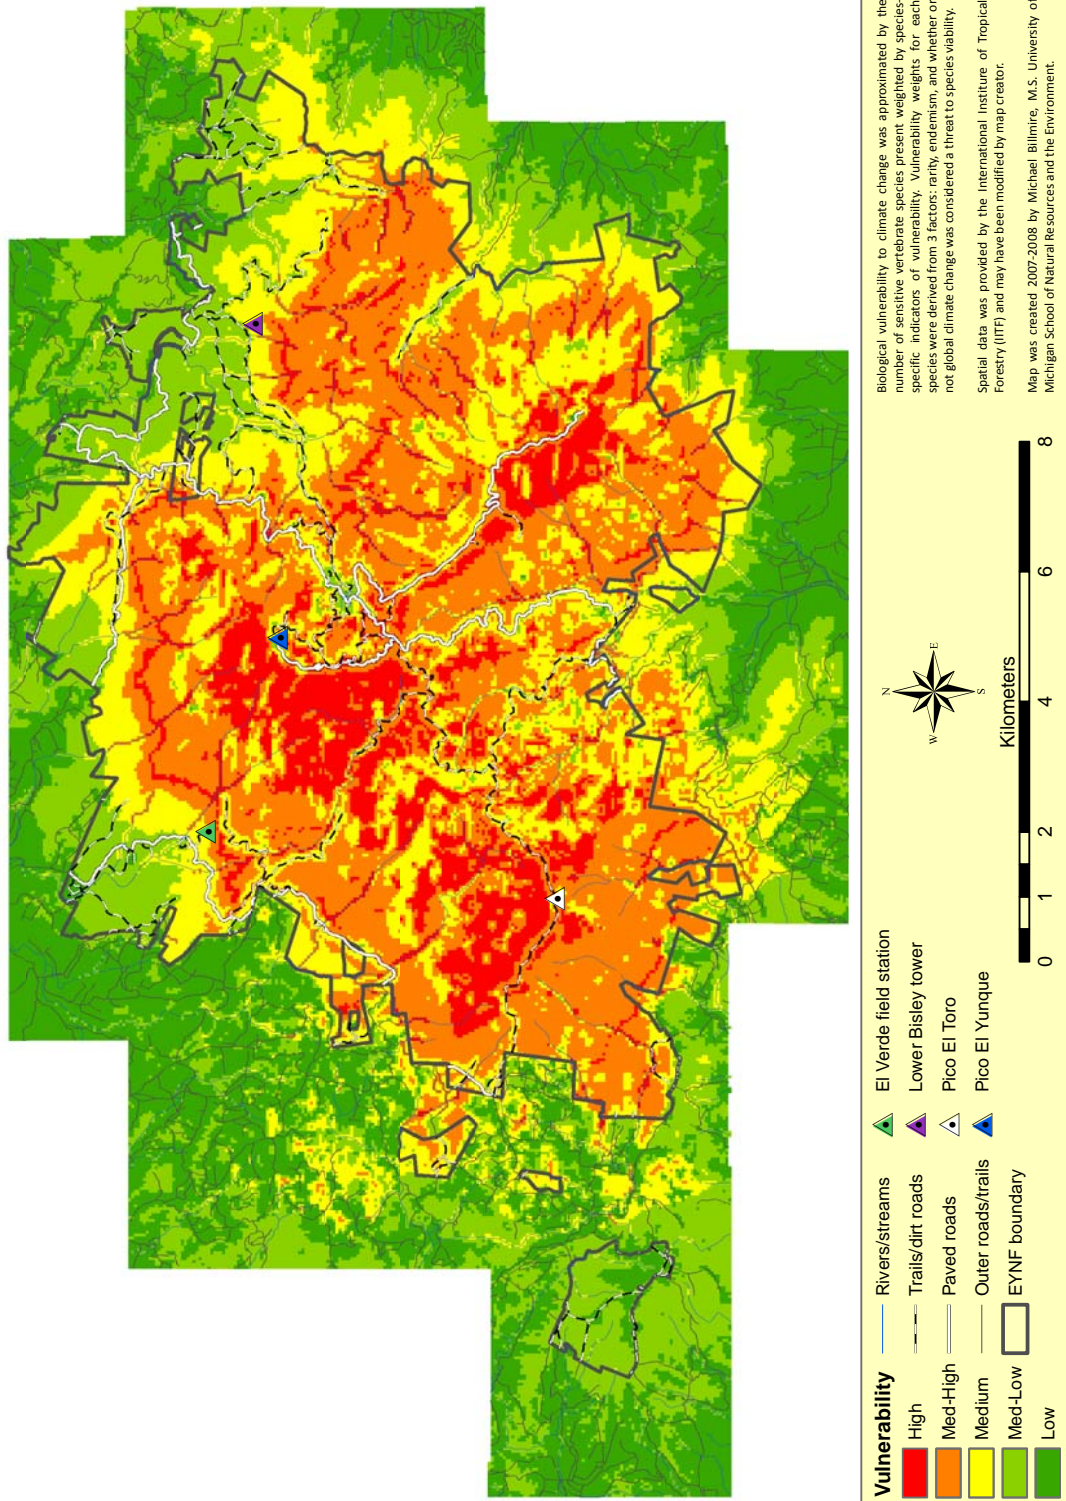 Vulnerability
High
Med-High
Medium
Med-Low
Low
Rivers/streams
Trails/dirt roads
Paved roads
Outer roads/trails
EYNF boundary
El Verde field station
Lower Bisley tower
Pico El Toro
Pico El Yunque
N
W
E
S
Kilometers
0 1 2 4 6 8
Biological vulnerability to climate change was approximated by the
number of sensitive vertebrate species present weighted by species-
specific indicators of vulnerability. Vulnerability weights for each
species were derived from 3 factors: rarity, endemism, and whether or
not global climate change was considered a threat to species viability.
Spatial data was provided by the International Institure of Tropical
Forestry (IITF) and may have been modified by map creator.
Map was created 2007-2008 by Michael Billmire, M.S. University of
Michigan School of Natural Resources and the Environment.